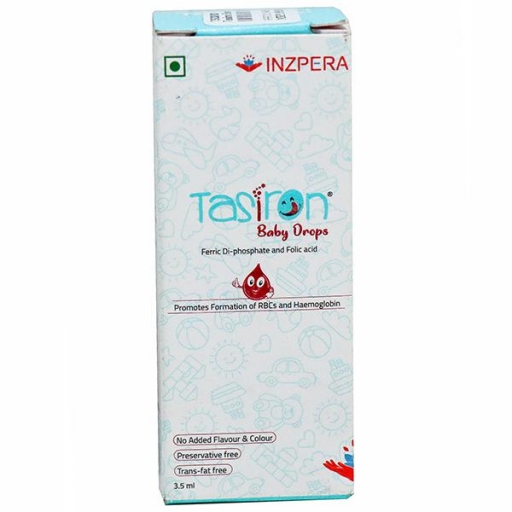 INZPERA
Tasiron®
Baby Drops
Ferric Di-phosphate and Folic acid
Promotes Formation of RBCs and Haemoglobin
No Added Flavour & Colour
Preservative free
Trans-fat free
3.5 ml